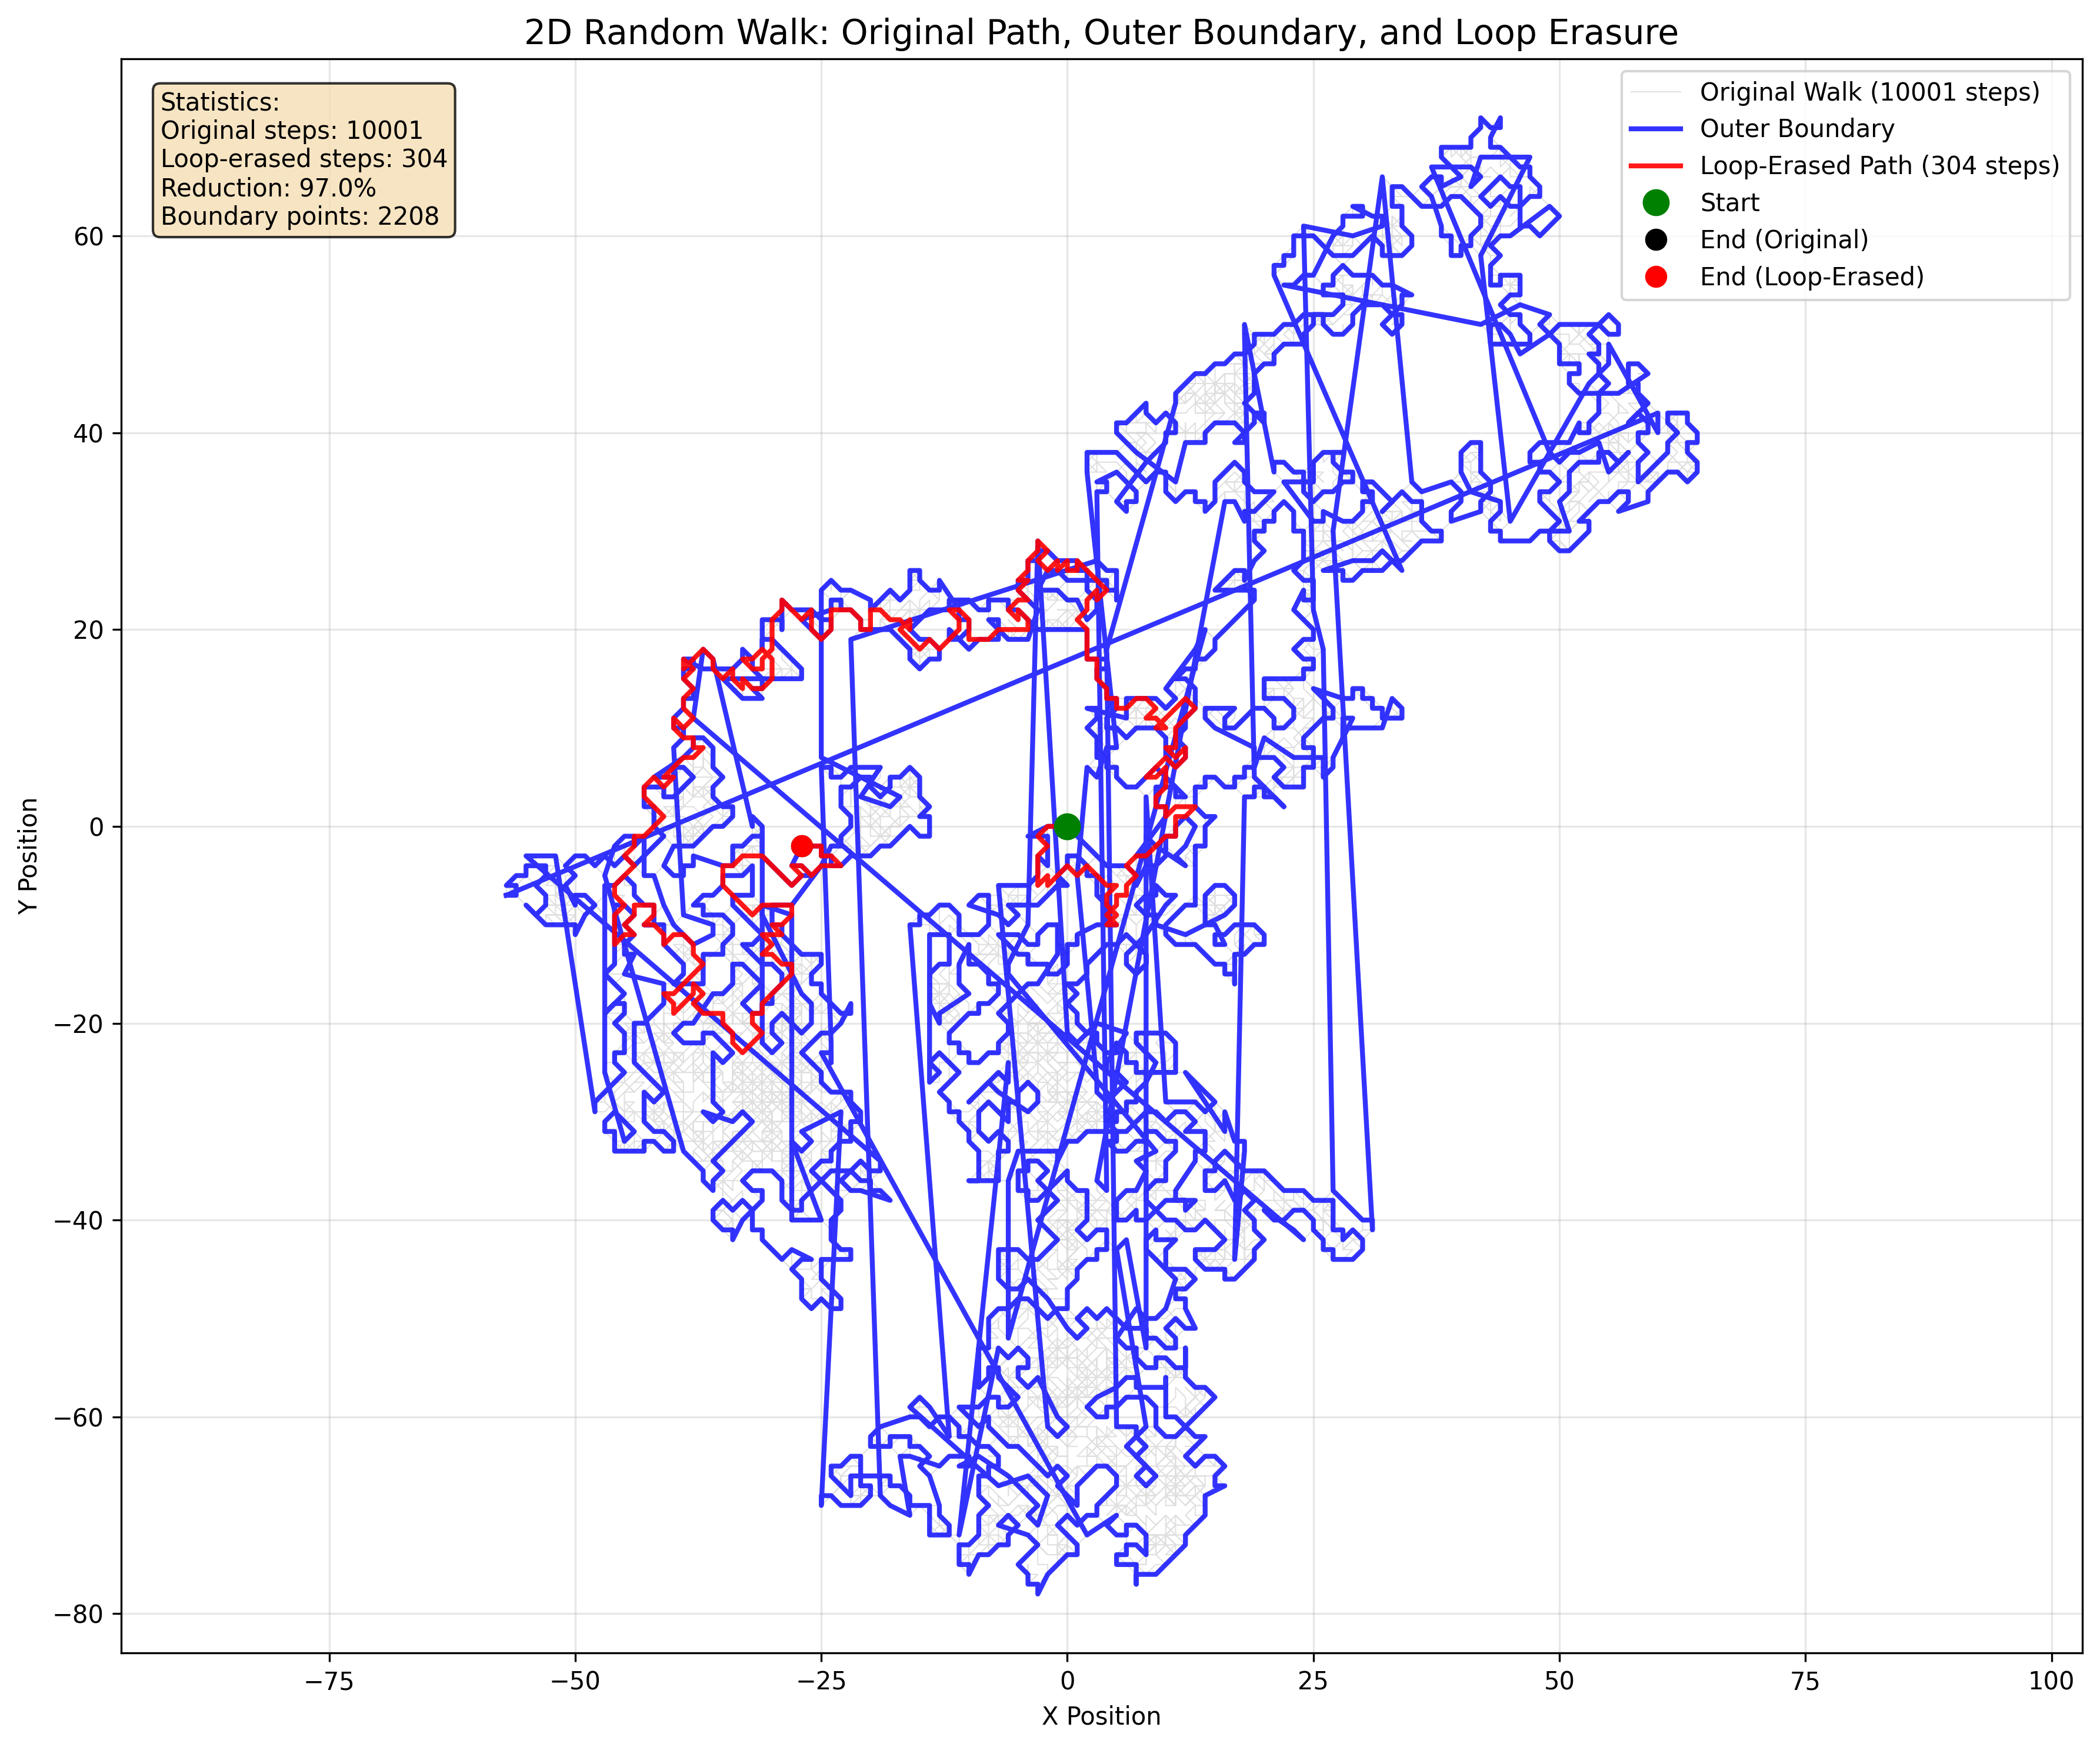 2D Random Walk: Original Path, Outer Boundary, and Loop Erasure
Statistics:
Original steps: 10001
Loop-erased steps: 304
Reduction: 97.0%
Boundary points: 2208
Original Walk (10001 steps)
Outer Boundary
Loop-Erased Path (304 steps)
Start
End (Original)
End (Loop-Erased)
60
40
20
0
−20
−40
−60
−80
Y Position
−75 −50 −25 0 25 50 75 100
X Position